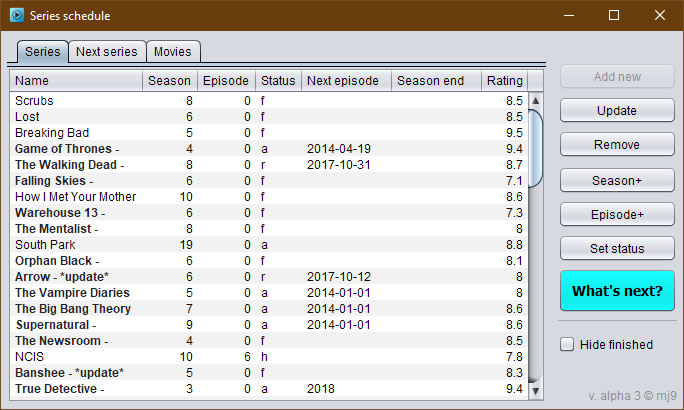 Series schedule
Series Next series Movies
Name Season Episode Status Next episode Season end Rating
Scrubs 8 0 f 8.5
Lost 6 0 f 8.5
Breaking Bad 5 0 f 9.5
Game of Thrones - 4 0 a 2014-04-19 9.4
The Walking Dead - 8 0 r 2017-10-31 8.7
Falling Skies - 6 0 f 7.1
How I Met Your Mother 10 0 f 8.6
Warehouse 13 - 6 0 f 7.3
The Mentalist - 8 0 f 8
South Park 19 0 a 8.8
Orphan Black - 6 0 f 8.1
Arrow - *update* 6 0 r 2017-10-12 8
The Vampire Diaries 5 0 a 2014-01-01 8
The Big Bang Theory 7 0 a 2014-01-01 8.6
Supernatural - 9 0 a 2014-01-01 8.6
The Newsroom - 4 0 f 8.5
NCIS 10 6 h 7.8
Banshee - *update* 5 0 f 8.3
True Detective - 3 0 a 2018 9.4
Add new
Update
Remove
Season+
Episode+
Set status
What's next?
Hide finished
v. alpha 3 © mj9